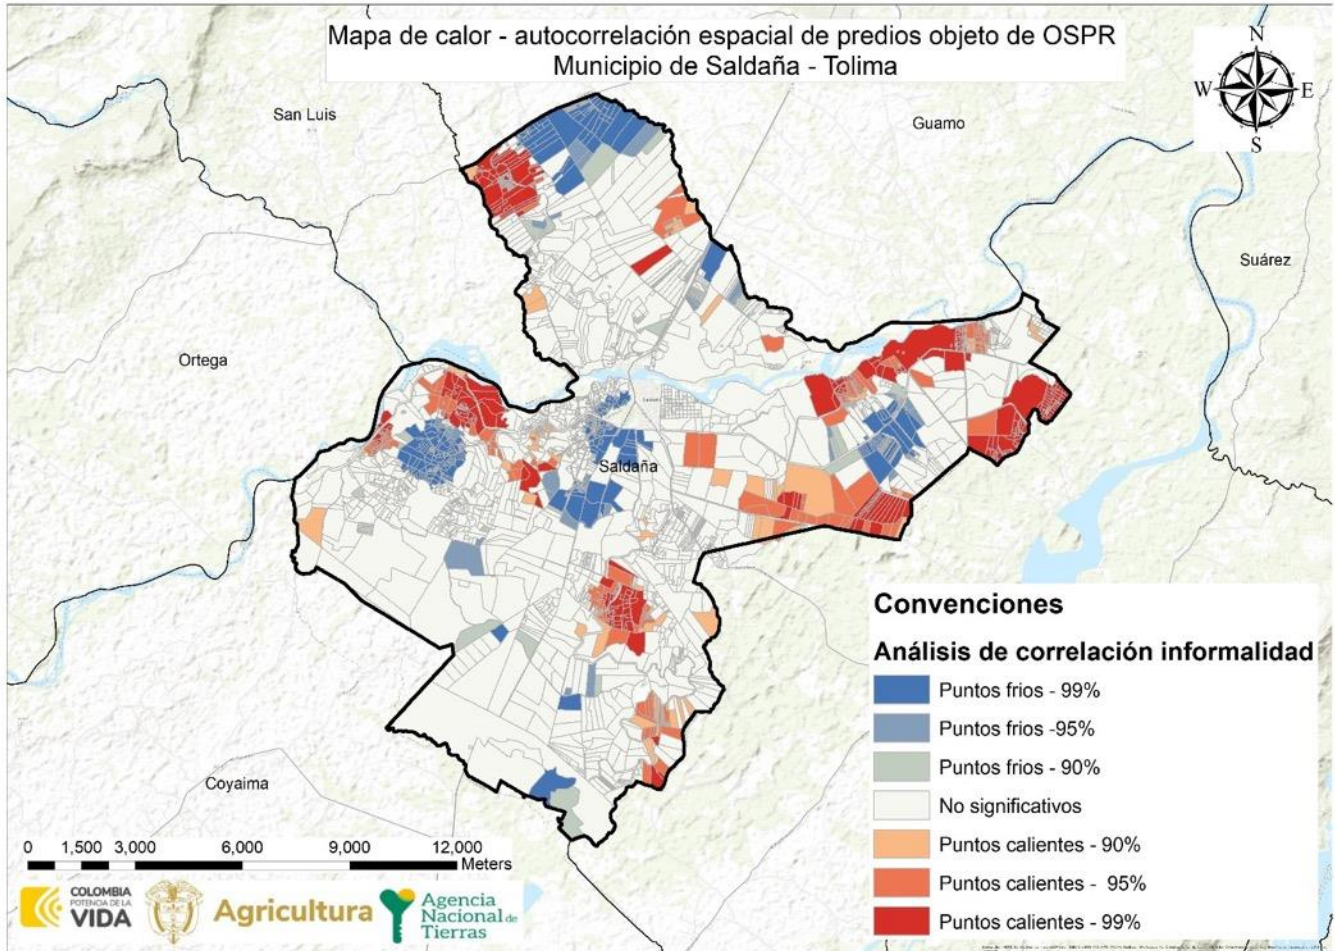 Mapa de calor - autocorrelación espacial de predios objeto de OSPR
Municipio de Saldaña - Tolima
N
W
E
S
San Luis
Guamo
Suárez
Ortega
Saldaña
Coyaima
Convenciones
Análisis de correlación informalidad
Puntos frios - 99%
Puntos frios -95%
Puntos frios - 90%
No significativos
Puntos calientes - 90%
Puntos calientes - 95%
Puntos calientes - 99%
0 1,500 3,000 6,000 9,000 12,000
Meters
COLOMBIA
POTENCIA DE LA
VIDA
Agricultura
Agencia
Nacional de
Tierras